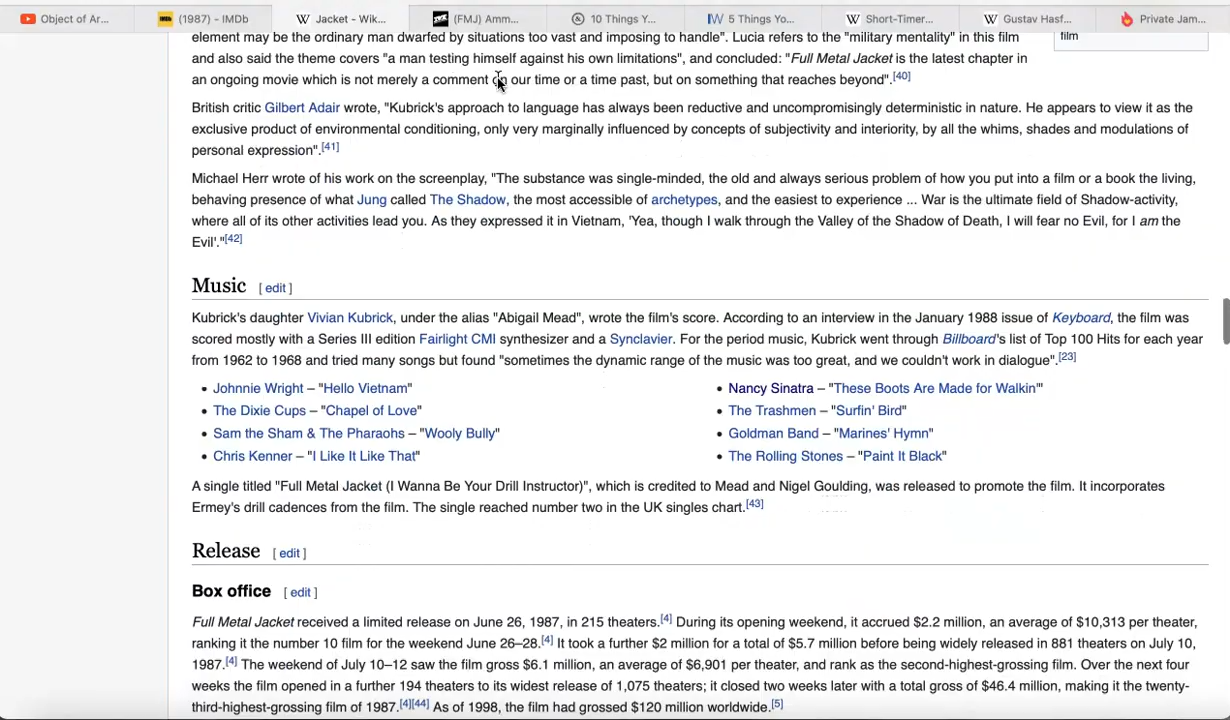 Object of Ar...
(1987) - IMDb
Jacket - Wik...
(FMJ) Amm...
10 Things Y...
5 Things Yo...
Short-Timer...
Gustav Hasf...
Private Jam...
element may be the ordinary man dwarfed by situations too vast and imposing to handle". Lucia refers to the "military mentality" in this film
film
and also said the theme covers "a man testing himself against his own limitations", and concluded: "Full Metal Jacket is the latest chapter in
an ongoing movie which is not merely a comment on our time or a time past, but on something that reaches beyond".[40]
British critic Gilbert Adair wrote, "Kubrick's approach to language has always been reductive and uncompromisingly deterministic in nature. He appears to view it as the
exclusive product of environmental conditioning, only very marginally influenced by concepts of subjectivity and interiority, by all the whims, shades and modulations of
personal expression".[41]
Michael Herr wrote of his work on the screenplay, "The substance was single-minded, the old and always serious problem of how you put into a film or a book the living,
behaving presence of what Jung called The Shadow, the most accessible of archetypes, and the easiest to experience ... War is the ultimate field of Shadow-activity,
where all of its other activities lead you. As they expressed it in Vietnam, 'Yea, though I walk through the Valley of the Shadow of Death, I will fear no Evil, for I am the
Evil'."[42]
Music [ edit ]
Kubrick's daughter Vivian Kubrick, under the alias "Abigail Mead", wrote the film's score. According to an interview in the January 1988 issue of Keyboard, the film was
scored mostly with a Series III edition Fairlight CMI synthesizer and a Synclavier. For the period music, Kubrick went through Billboard's list of Top 100 Hits for each year
from 1962 to 1968 and tried many songs but found "sometimes the dynamic range of the music was too great, and we couldn't work in dialogue".[23]
• Johnnie Wright – "Hello Vietnam"
• The Dixie Cups – "Chapel of Love"
• Sam the Sham & The Pharaohs – "Wooly Bully"
• Chris Kenner – "I Like It Like That"
• Nancy Sinatra – "These Boots Are Made for Walkin'"
• The Trashmen – "Surfin' Bird"
• Goldman Band – "Marines' Hymn"
• The Rolling Stones – "Paint It Black"
A single titled "Full Metal Jacket (I Wanna Be Your Drill Instructor)", which is credited to Mead and Nigel Goulding, was released to promote the film. It incorporates
Ermey's drill cadences from the film. The single reached number two in the UK singles chart.[43]
Release [ edit ]
Box office [ edit ]
Full Metal Jacket received a limited release on June 26, 1987, in 215 theaters.[4] During its opening weekend, it accrued $2.2 million, an average of $10,313 per theater,
ranking it the number 10 film for the weekend June 26–28.[4] It took a further $2 million for a total of $5.7 million before being widely released in 881 theaters on July 10,
1987.[4] The weekend of July 10–12 saw the film gross $6.1 million, an average of $6,901 per theater, and rank as the second-highest-grossing film. Over the next four
weeks the film opened in a further 194 theaters to its widest release of 1,075 theaters; it closed two weeks later with a total gross of $46.4 million, making it the twenty-
third-highest-grossing film of 1987.[4][44] As of 1998, the film had grossed $120 million worldwide.[5]